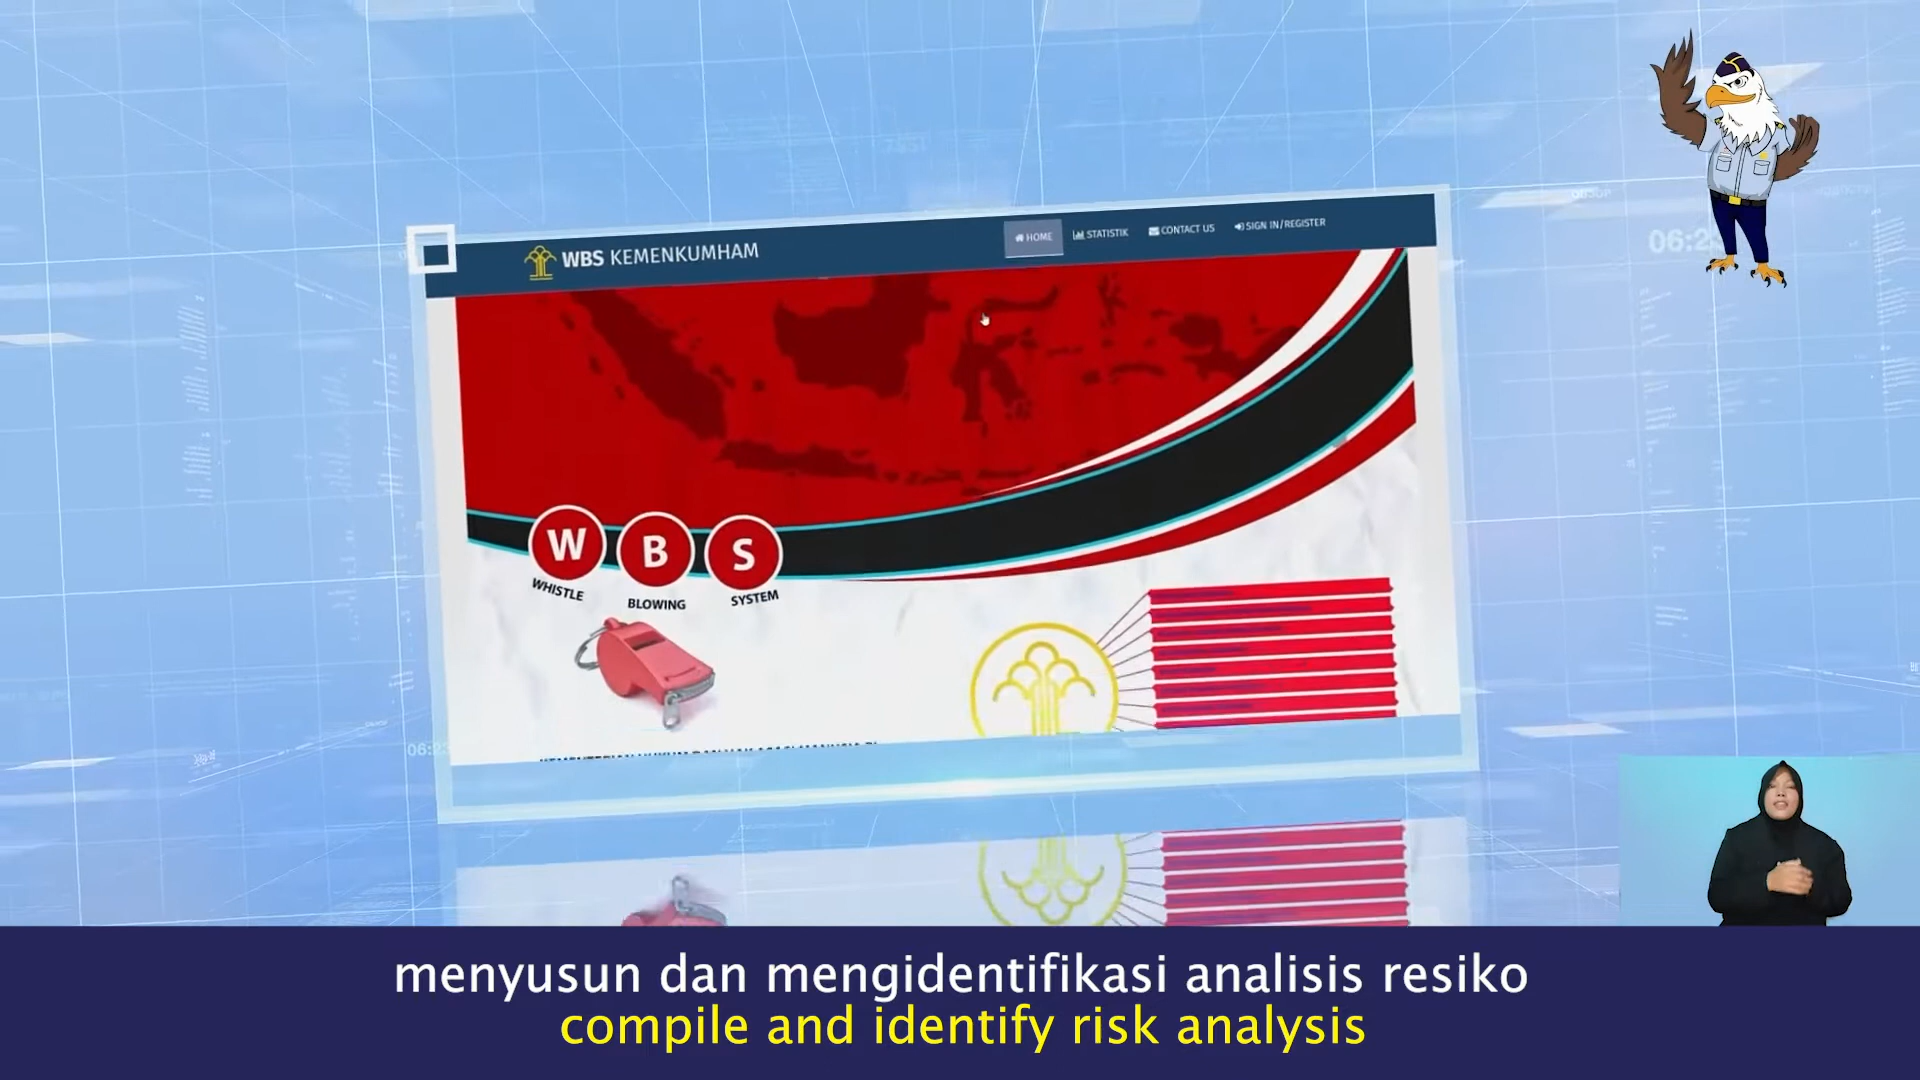 WBS KEMENKUMHAM
HOME
STATISTIK
CONTACT US
SIGN IN/REGISTER
W B S
WHISTLE
BLOWING
SYSTEM
menyusun dan mengidentifikasi analisis resiko
compile and identify risk analysis